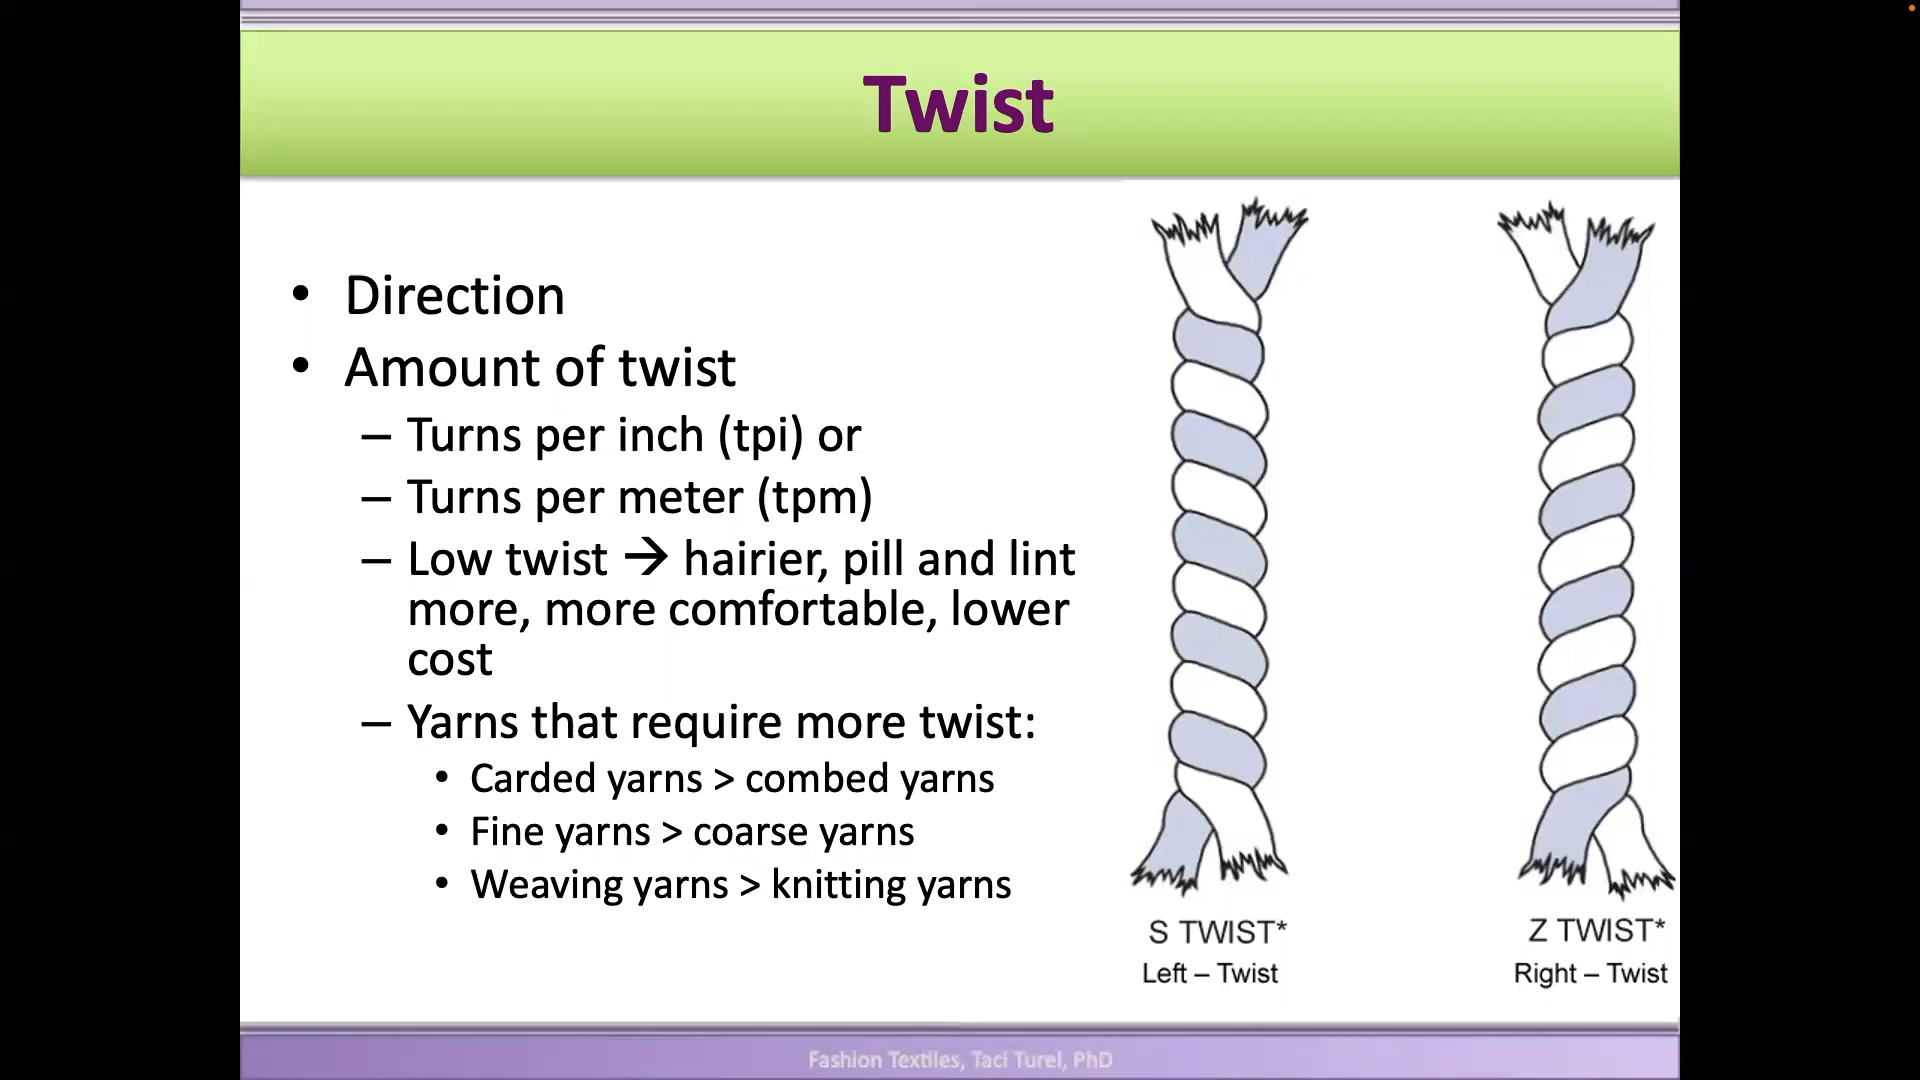 Twist
• Direction
• Amount of twist
– Turns per inch (tpi) or
– Turns per meter (tpm)
– Low twist → hairier, pill and lint
more, more comfortable, lower
cost
– Yarns that require more twist:
• Carded yarns > combed yarns
• Fine yarns > coarse yarns
• Weaving yarns > knitting yarns
S TWIST*
Left – Twist
Z TWIST*
Right – Twist
Fashion Textiles, Taci Turel, PhD